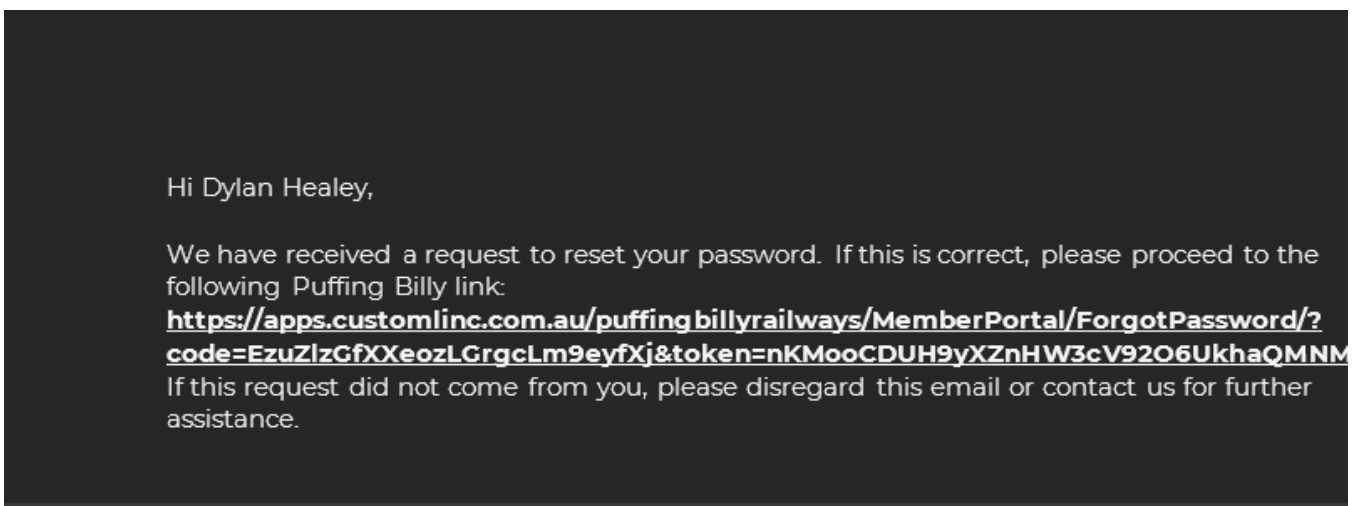 Hi Dylan Healey,
We have received a request to reset your password. If this is correct, please proceed to the
following Puffing Billy link:
https://apps.customlinc.com.au/puffingbillyrailways/MemberPortal/ForgotPassword/?
code=EzuZlzGfXXeozLGrgcLm9eyfXj&token=nKMooCDUH9yXZnHW3cV92O6UkhaQMNM
If this request did not come from you, please disregard this email or contact us for further
assistance.